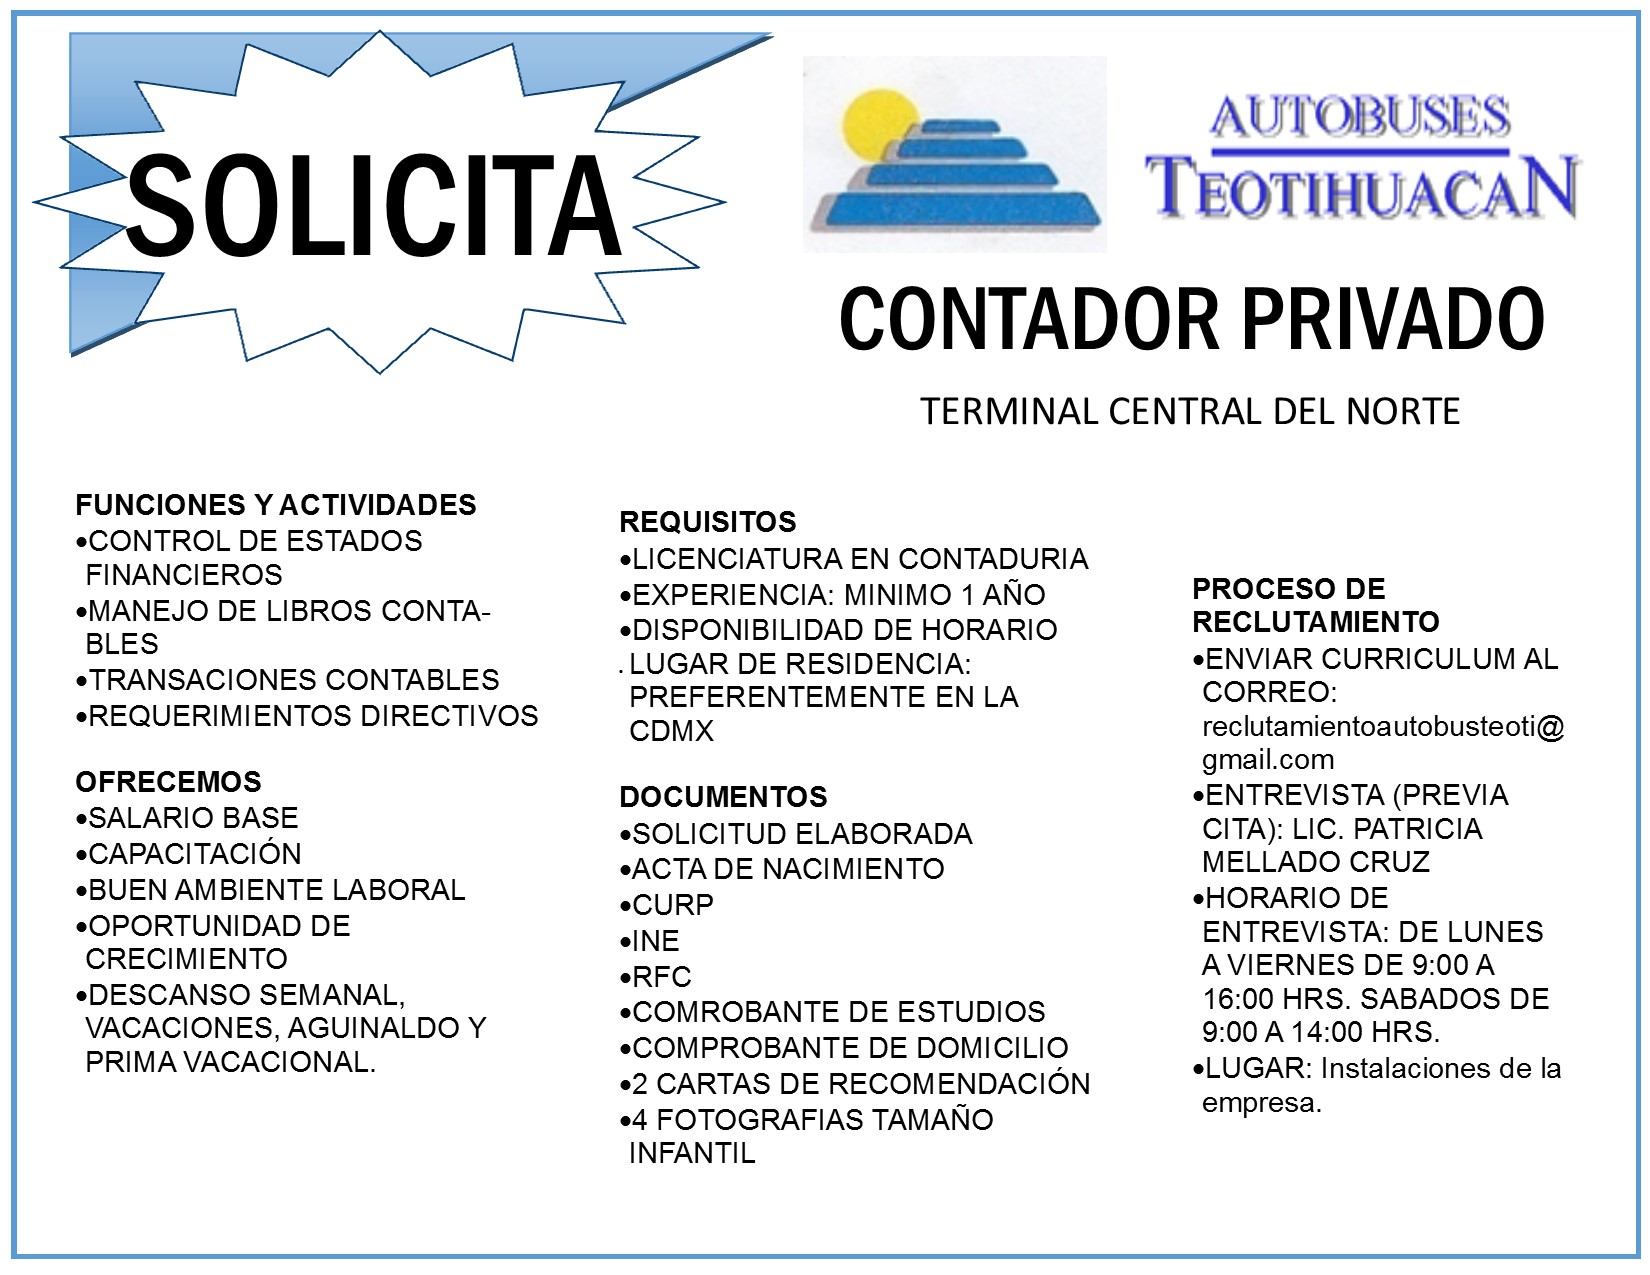 SOLICITA
AUTOBUSES
TEOTIHUACAN
CONTADOR PRIVADO
TERMINAL CENTRAL DEL NORTE
FUNCIONES Y ACTIVIDADES
•CONTROL DE ESTADOS
FINANCIEROS
•MANEJO DE LIBROS CONTA-
BLES
•TRANSACIONES CONTABLES
•REQUERIMIENTOS DIRECTIVOS
OFRECEMOS
•SALARIO BASE
•CAPACITACIÓN
•BUEN AMBIENTE LABORAL
•OPORTUNIDAD DE
CRECIMIENTO
•DESCANSO SEMANAL,
VACACIONES, AGUINALDO Y
PRIMA VACACIONAL.
REQUISITOS
•LICENCIATURA EN CONTADURIA
•EXPERIENCIA: MINIMO 1 AÑO
•DISPONIBILIDAD DE HORARIO
. LUGAR DE RESIDENCIA:
PREFERENTEMENTE EN LA
CDMX
DOCUMENTOS
•SOLICITUD ELABORADA
•ACTA DE NACIMIENTO
•CURP
•INE
•RFC
•COMROBANTE DE ESTUDIOS
•COMPROBANTE DE DOMICILIO
•2 CARTAS DE RECOMENDACIÓN
•4 FOTOGRAFIAS TAMAÑO
INFANTIL
PROCESO DE
RECLUTAMIENTO
•ENVIAR CURRICULUM AL
CORREO:
reclutamientoautobusteoti@
gmail.com
•ENTREVISTA (PREVIA
CITA): LIC. PATRICIA
MELLADO CRUZ
•HORARIO DE
ENTREVISTA: DE LUNES
A VIERNES DE 9:00 A
16:00 HRS. SABADOS DE
9:00 A 14:00 HRS.
•LUGAR: Instalaciones de la
empresa.